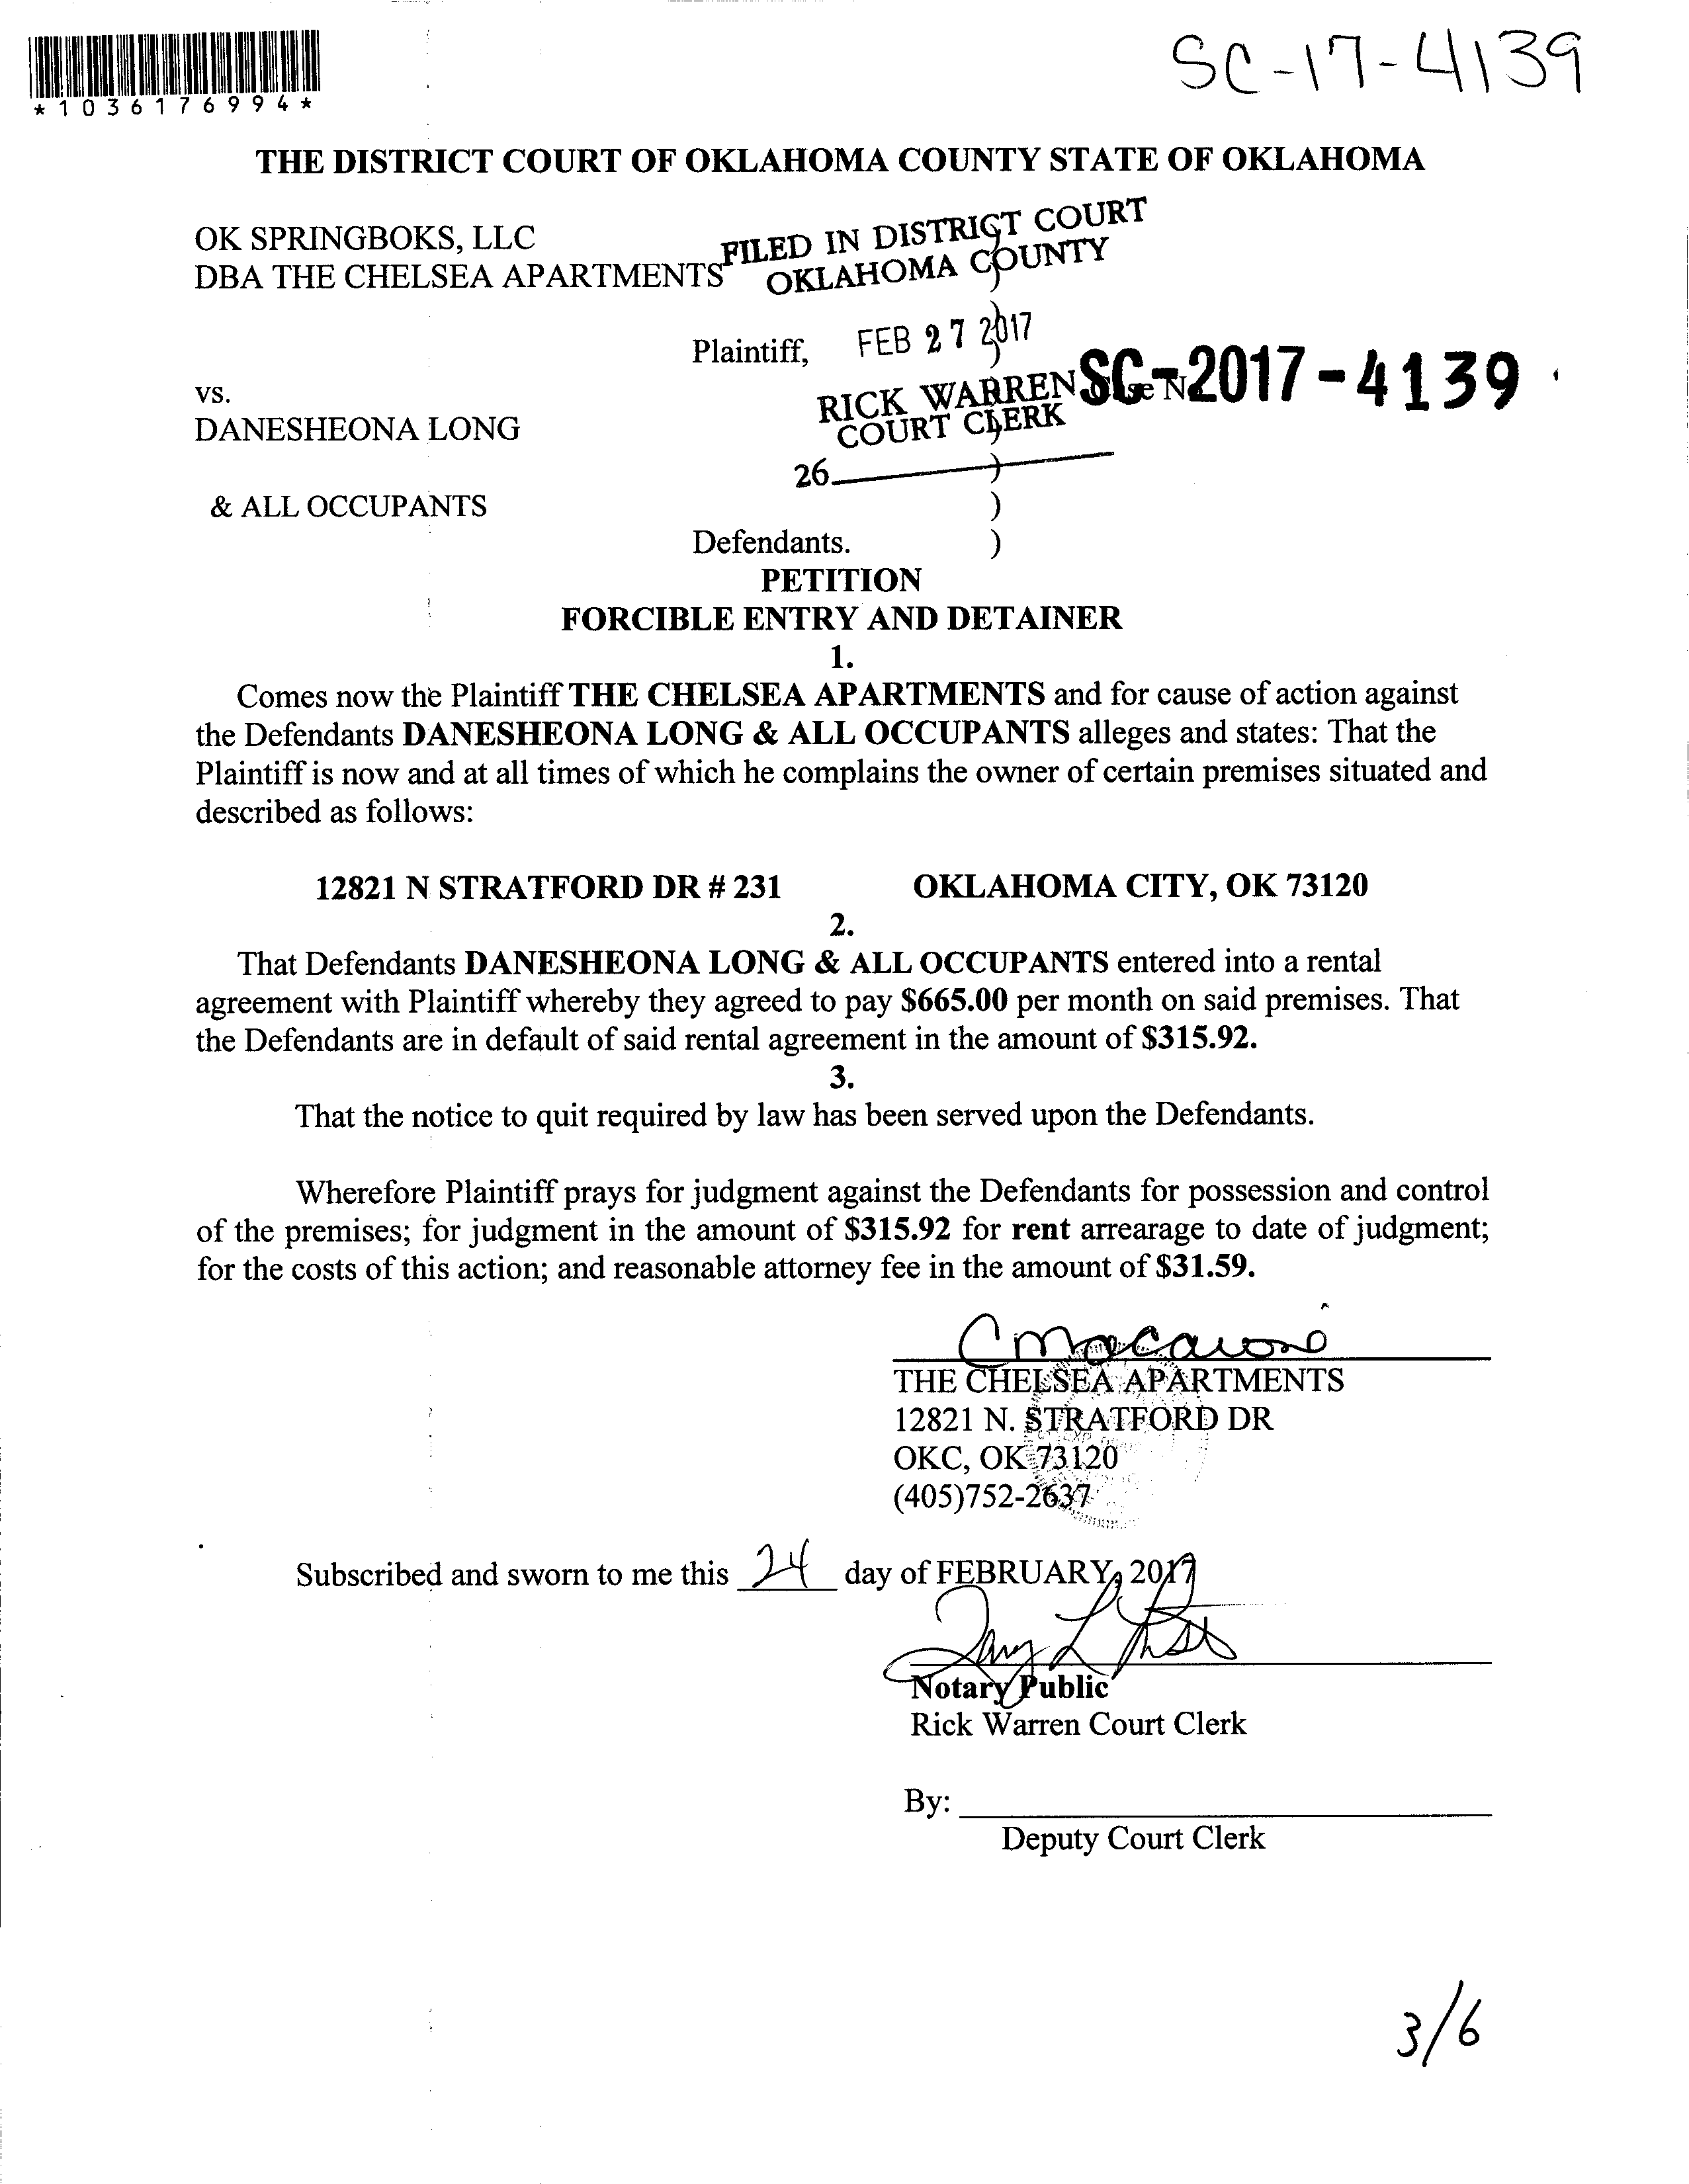 SC-17-4139
*1036176994*
THE DISTRICT COURT OF OKLAHOMA COUNTY STATE OF OKLAHOMA
OK SPRINGBOKS, LLC
DBA THE CHELSEA APARTMENTS
FILED IN DISTRICT COURT
OKLAHOMA COUNTY
)
Plaintiff,
FEB 27 2017
)
vs.
RICK WARREN
COURT CLERK
SC-2017-4139
DANESHEONA LONG
)
26
)
& ALL OCCUPANTS
)
Defendants. )
PETITION
FORCIBLE ENTRY AND DETAINER
1.
Comes now the Plaintiff THE CHELSEA APARTMENTS and for cause of action against
the Defendants DANESHEONA LONG & ALL OCCUPANTS alleges and states: That the
Plaintiff is now and at all times of which he complains the owner of certain premises situated and
described as follows:
12821 N STRATFORD DR # 231 OKLAHOMA CITY, OK 73120
2.
That Defendants DANESHEONA LONG & ALL OCCUPANTS entered into a rental
agreement with Plaintiff whereby they agreed to pay $665.00 per month on said premises. That
the Defendants are in default of said rental agreement in the amount of $315.92.
3.
That the notice to quit required by law has been served upon the Defendants.
Wherefore Plaintiff prays for judgment against the Defendants for possession and control
of the premises; for judgment in the amount of $315.92 for rent arrearage to date of judgment;
for the costs of this action; and reasonable attorney fee in the amount of $31.59.
THE CHELSEA APARTMENTS
12821 N. STRATFORD DR
OKC, OK 73120
(405)752-2637
Subscribed and sworn to me this 24 day of FEBRUARY, 2017
Notary Public
Rick Warren Court Clerk
By:
Deputy Court Clerk
3/6